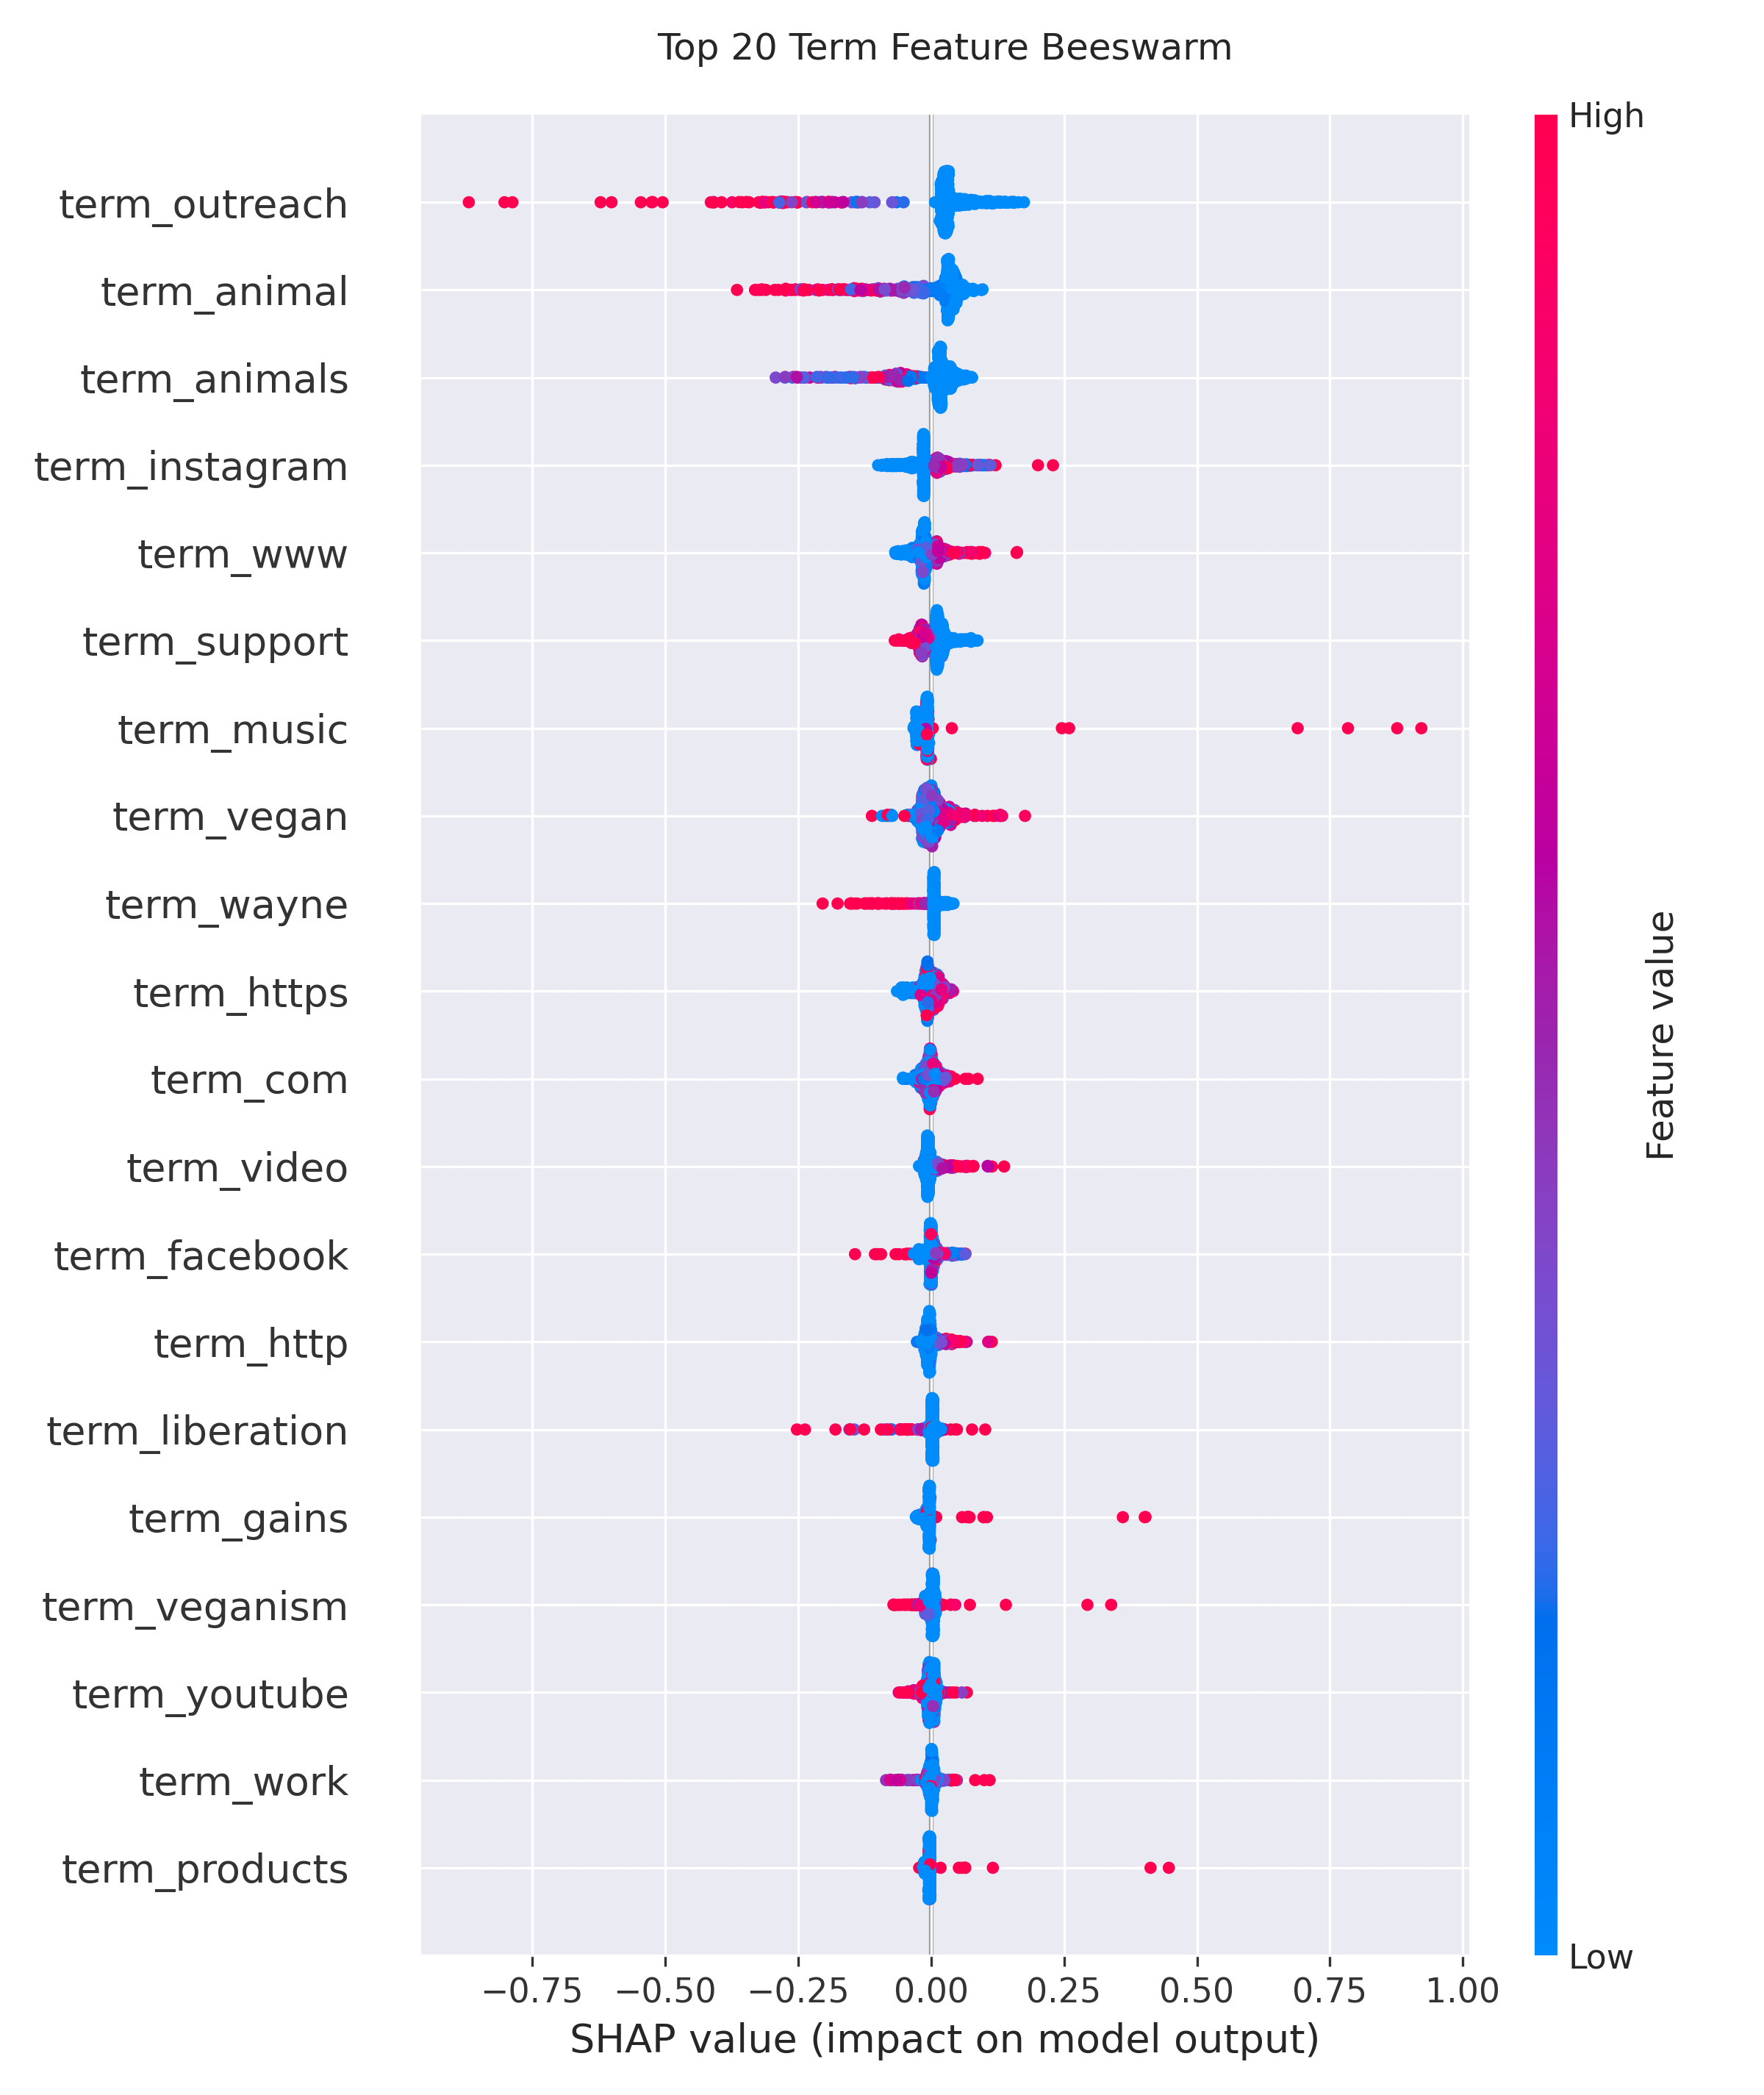 Top 20 Term Feature Beeswarm
High
term_outreach
term_animal
term_animals
term_instagram
term_www
term_support
term_music
term_vegan
term_wayne
term_https
term_com
term_video
term_facebook
term_http
term_liberation
term_gains
term_veganism
term_youtube
term_work
term_products
Feature value
Low
−0.75 −0.50 −0.25 0.00 0.25 0.50 0.75 1.00
SHAP value (impact on model output)